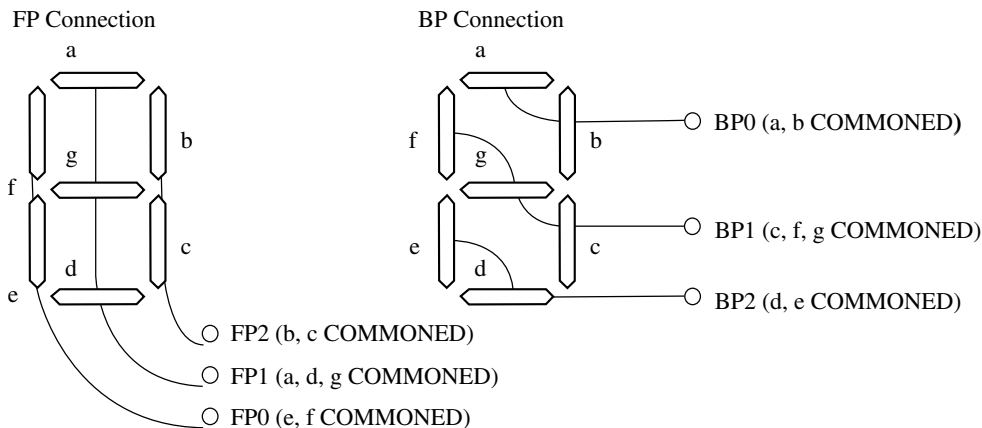 FP Connection
a
b
g
f
c
d
e
FP2 (b, c COMMONED)
FP1 (a, d, g COMMONED)
FP0 (e, f COMMONED)
BP Connection
a
BP0 (a, b COMMONED)
f
b
g
BP1 (c, f, g COMMONED)
e
c
d
BP2 (d, e COMMONED)